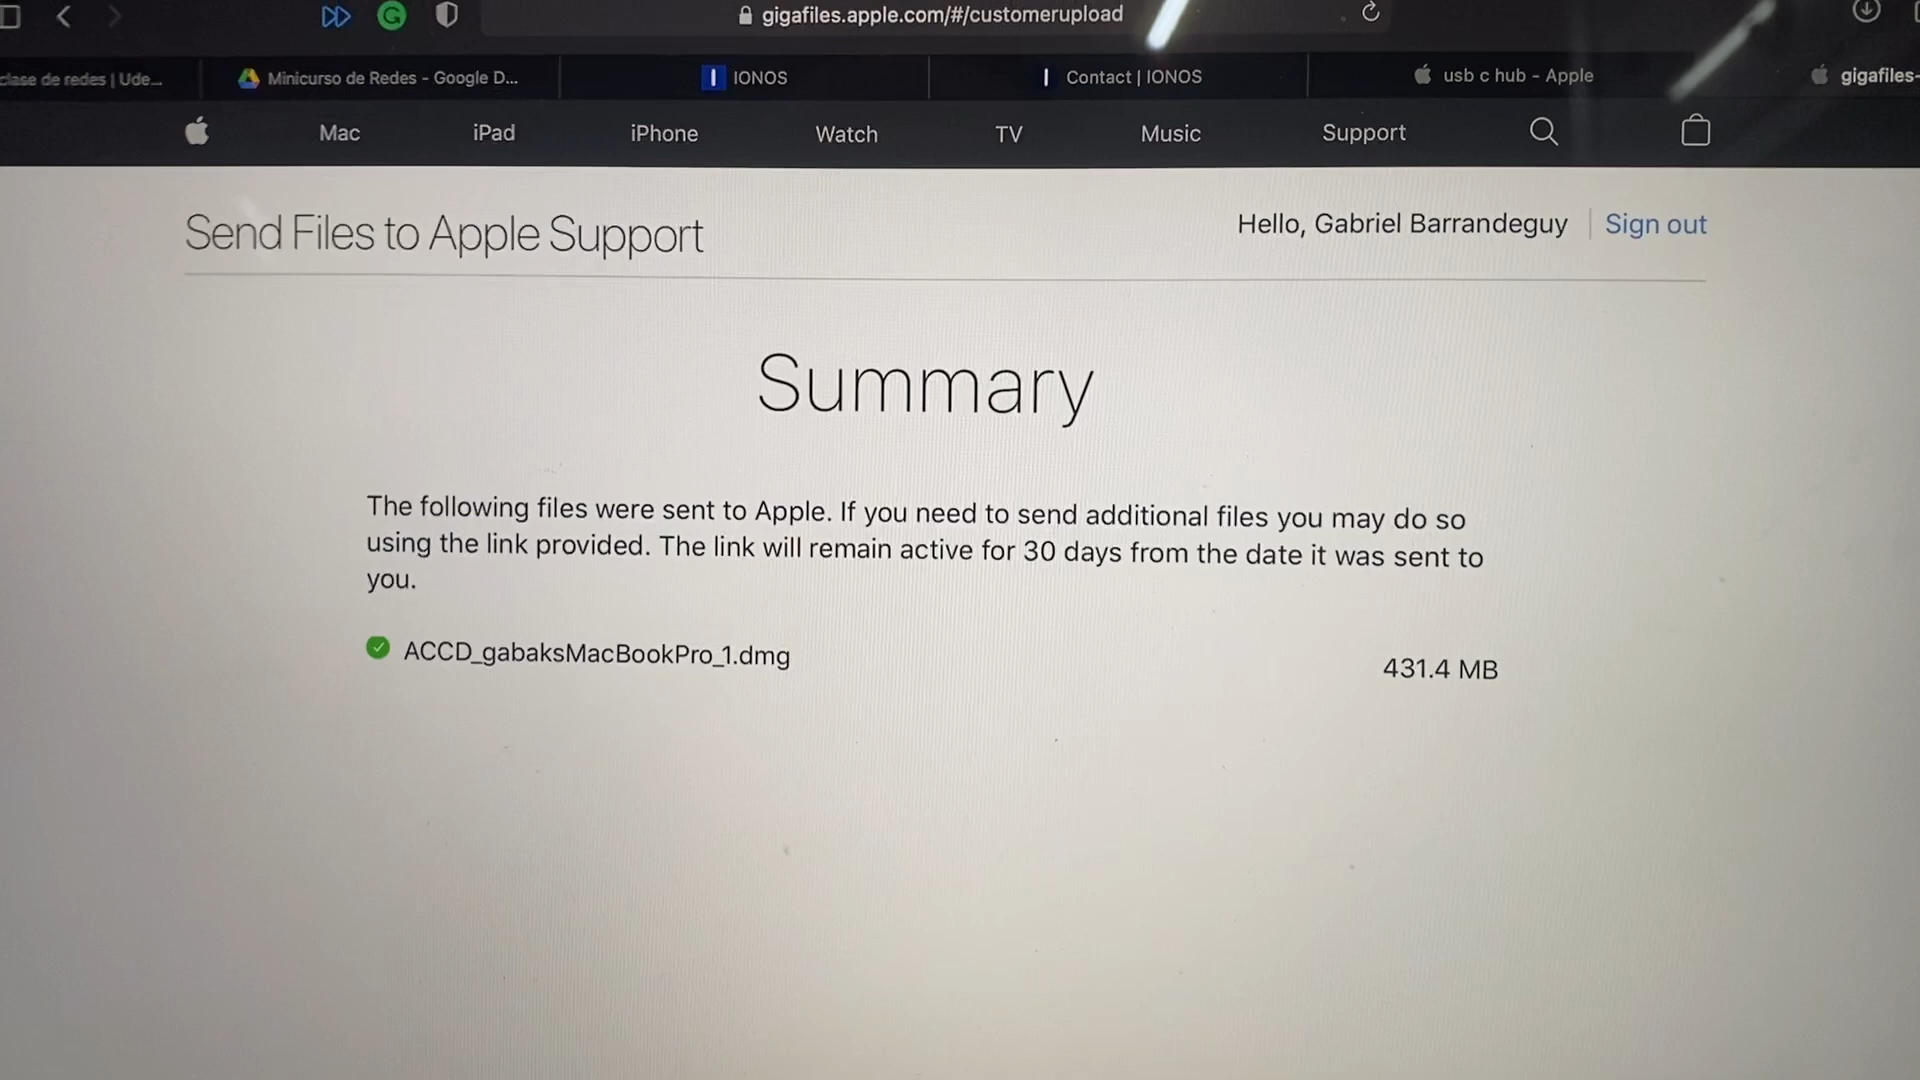 gigafiles.apple.com/#/customerupload
clase de redes | Ude...
Minicurso de Redes - Google D...
IONOS
Contact | IONOS
usb c hub - Apple
gigafiles-
Mac
iPad
iPhone
Watch
TV
Music
Support
Send Files to Apple Support
Hello, Gabriel Barrandeguy
Sign out
Summary
The following files were sent to Apple. If you need to send additional files you may do so
using the link provided. The link will remain active for 30 days from the date it was sent to
you.
ACCD_gabaksMacBookPro_1.dmg
431.4 MB